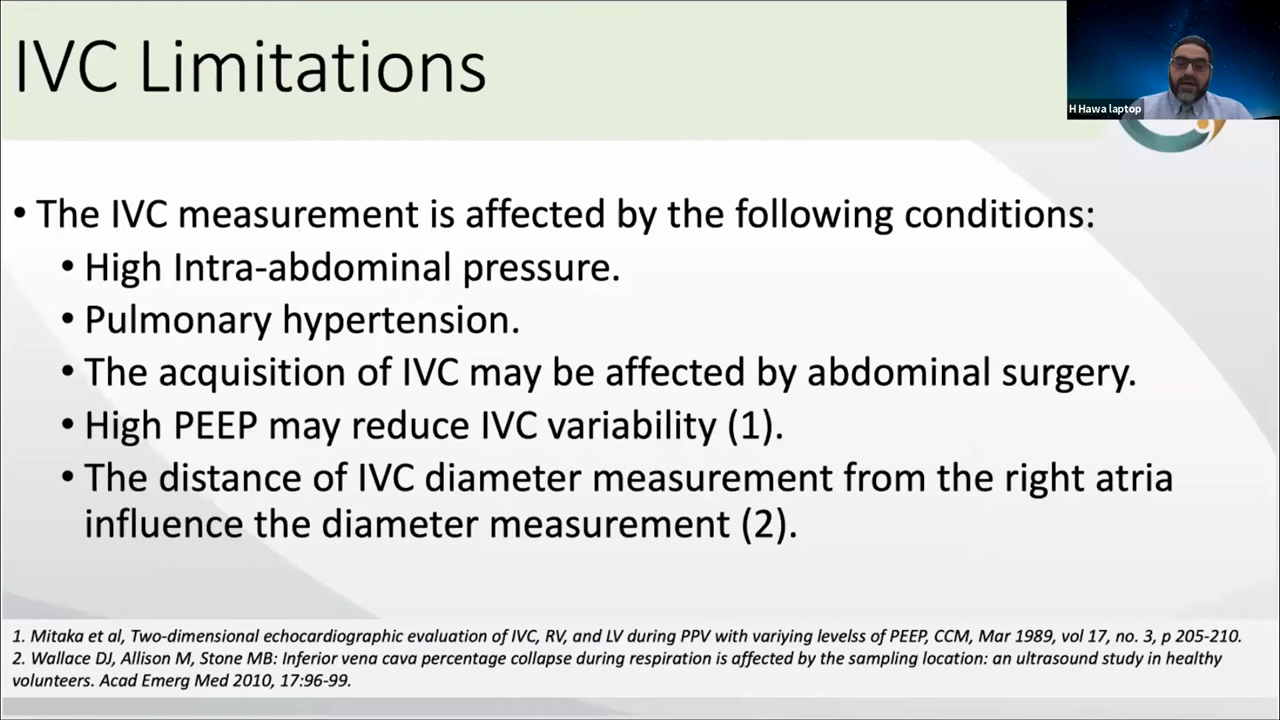 IVC Limitations
H Hawa laptop
• The IVC measurement is affected by the following conditions:
• High Intra-abdominal pressure.
• Pulmonary hypertension.
• The acquisition of IVC may be affected by abdominal surgery.
• High PEEP may reduce IVC variability (1).
• The distance of IVC diameter measurement from the right atria
influence the diameter measurement (2).
1. Mitaka et al, Two-dimensional echocardiographic evaluation of IVC, RV, and LV during PPV with variying levelss of PEEP, CCM, Mar 1989, vol 17, no. 3, p 205-210.
2. Wallace DJ, Allison M, Stone MB: Inferior vena cava percentage collapse during respiration is affected by the sampling location: an ultrasound study in healthy
volunteers. Acad Emerg Med 2010, 17:96-99.